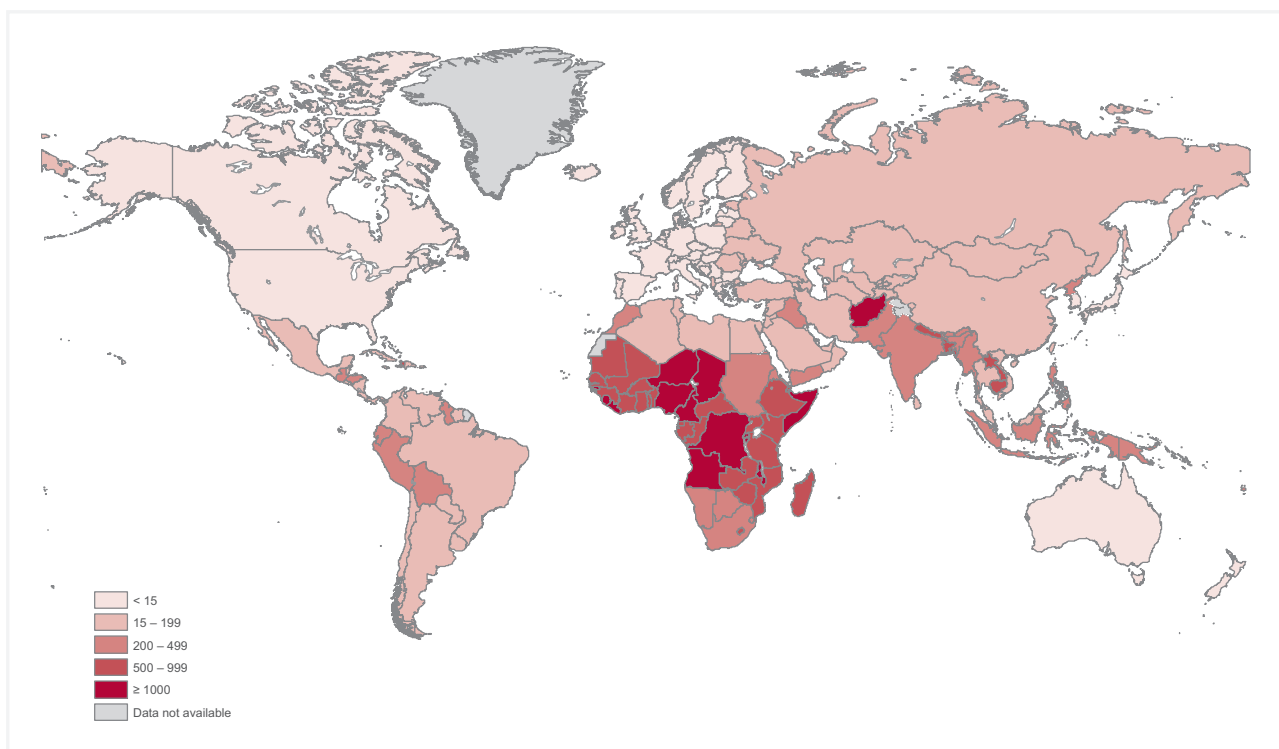 < 15
15 – 199
200 – 499
500 – 999
≥ 1000
Data not available